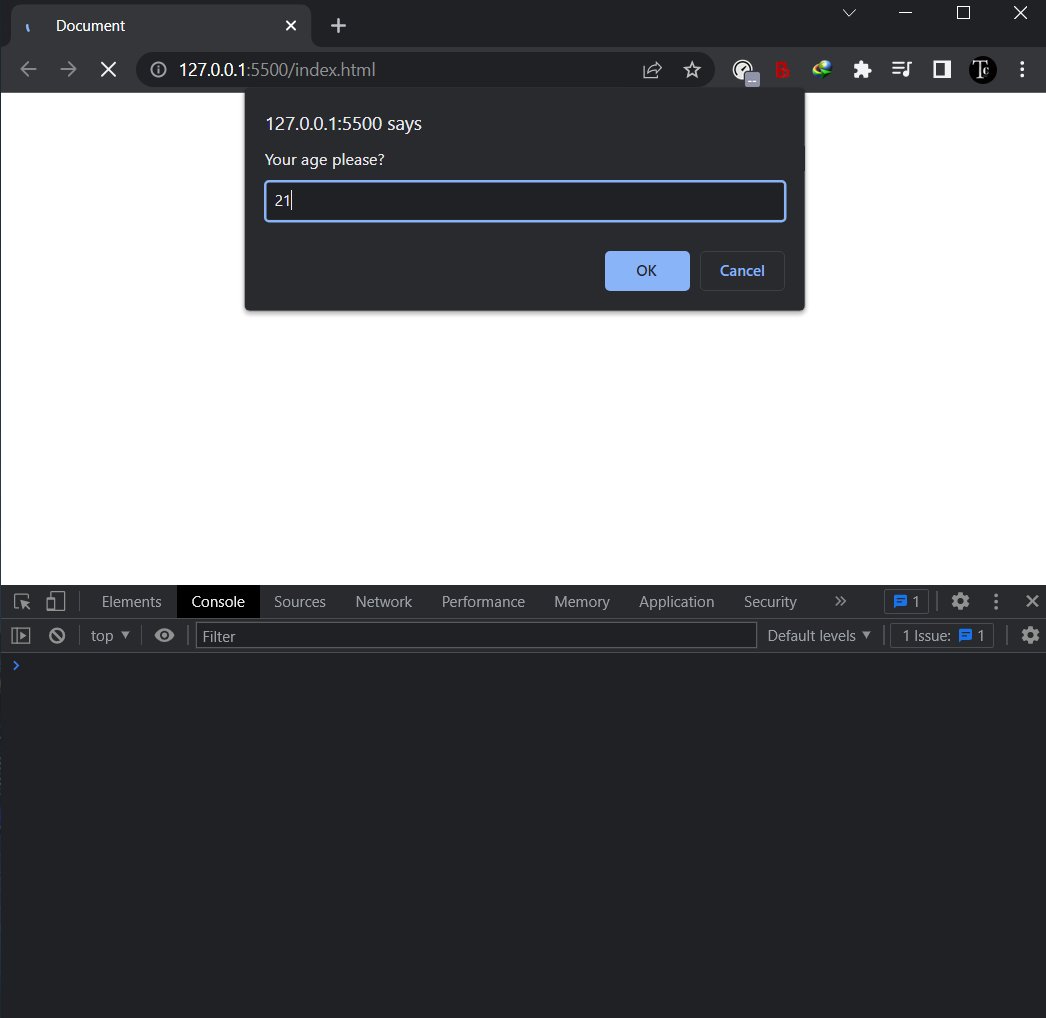 Document
127.0.0.1:5500/index.html
Tc
127.0.0.1:5500 says
Your age please?
21
OK Cancel
Elements Console Sources Network Performance Memory Application Security 1
top Filter Default levels 1 Issue: 1